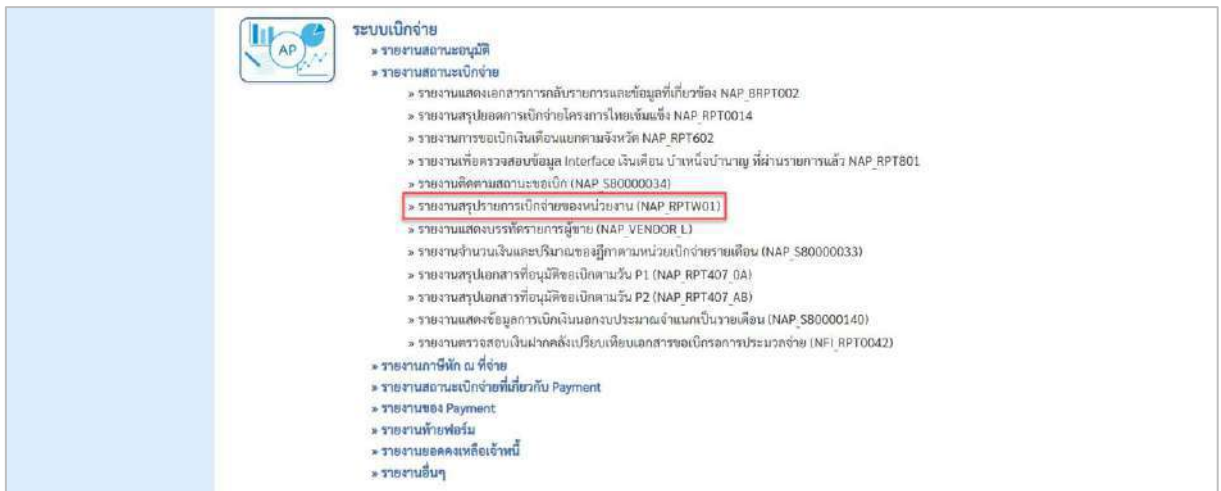 AP
ระบบเบิกจ่าย
» รายงานสถานะอนุมัติ
» รายงานสถานะเบิกจ่าย
» รายงานแสดงเอกสารการกลับรายการและข้อมูลที่เกี่ยวข้อง NAP_BRPT002
» รายงานสรุปยอดการเบิกจ่ายโครงการไทยเข้มแข็ง NAP_RPT0014
» รายงานการขอเบิกเงินเดือนแยกตามจังหวัด NAP_RPT602
» รายงานเพื่อตรวจสอบข้อมูล Interface เงินเดือน บำเหน็จบำนาญ ที่ผ่านรายการแล้ว NAP_RPT801
» รายงานติดตามสถานะขอเบิก (NAP_S80000034)
» รายงานสรุปรายการเบิกจ่ายของหน่วยงาน (NAP_RPTW01)
» รายงานแสดงบรรทัดรายการผู้ขาย (NAP_VENDOR_L)
» รายงานจำนวนเงินและปริมาณของฎีกาตามหน่วยเบิกจ่ายรายเดือน (NAP_S80000033)
» รายงานสรุปเอกสารที่อนุมัติขอเบิกตามวัน P1 (NAP_RPT407_0A)
» รายงานสรุปเอกสารที่อนุมัติขอเบิกตามวัน P2 (NAP_RPT407_AB)
» รายงานแสดงข้อมูลการเบิกเงินนอกงบประมาณจำแนกเป็นรายเดือน (NAP_S80000140)
» รายงานตรวจสอบเงินฝากคลังเปรียบเทียบเอกสารขอเบิกรอการประมวลจ่าย (NFI_RPT0042)
» รายงานภาษีหัก ณ ที่จ่าย
» รายงานสถานะเบิกจ่ายที่เกี่ยวกับ Payment
» รายงานของ Payment
» รายงานท้ายฟอร์ม
» รายงานยอดคงเหลือเจ้าหนี้
» รายงานอื่นๆ